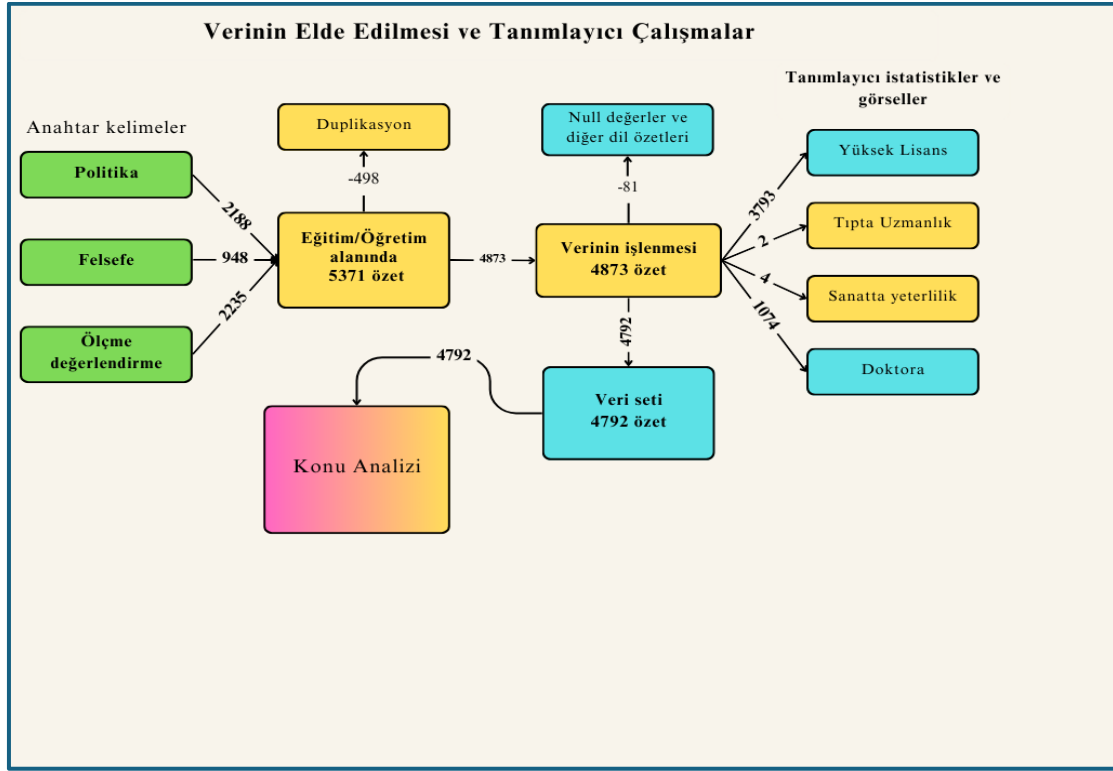 Verinin Elde Edilmesi ve Tanımlayıcı Çalışmalar
Anahtar kelimeler
Politika
Felsefe
Ölçme
değerlendirme
2188
948
2235
Duplikasyon
-498
Eğitim/Öğretim
alanında
5371 özet
4873
Null değerler ve
diğer dil özetleri
-81
Verinin işlenmesi
4873 özet
4792
Veri seti
4792 özet
4792
Konu Analizi
Tanımlayıcı istatistikler ve
görseller
3793
2
4
1074
Yüksek Lisans
Tıpta Uzmanlık
Sanatta yeterlilik
Doktora